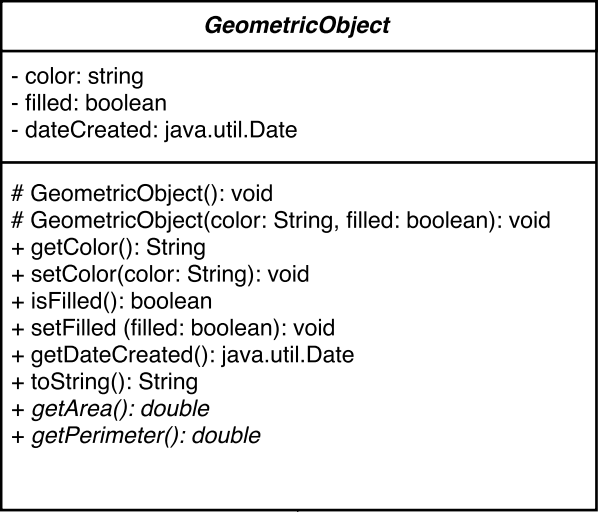 GeometricObject
- color: string
- filled: boolean
- dateCreated: java.util.Date
# GeometricObject(): void
# GeometricObject(color: String, filled: boolean): void
+ getColor(): String
+ setColor(color: String): void
+ isFilled(): boolean
+ setFilled (filled: boolean): void
+ getDateCreated(): java.util.Date
+ toString(): String
+ getArea(): double
+ getPerimeter(): double